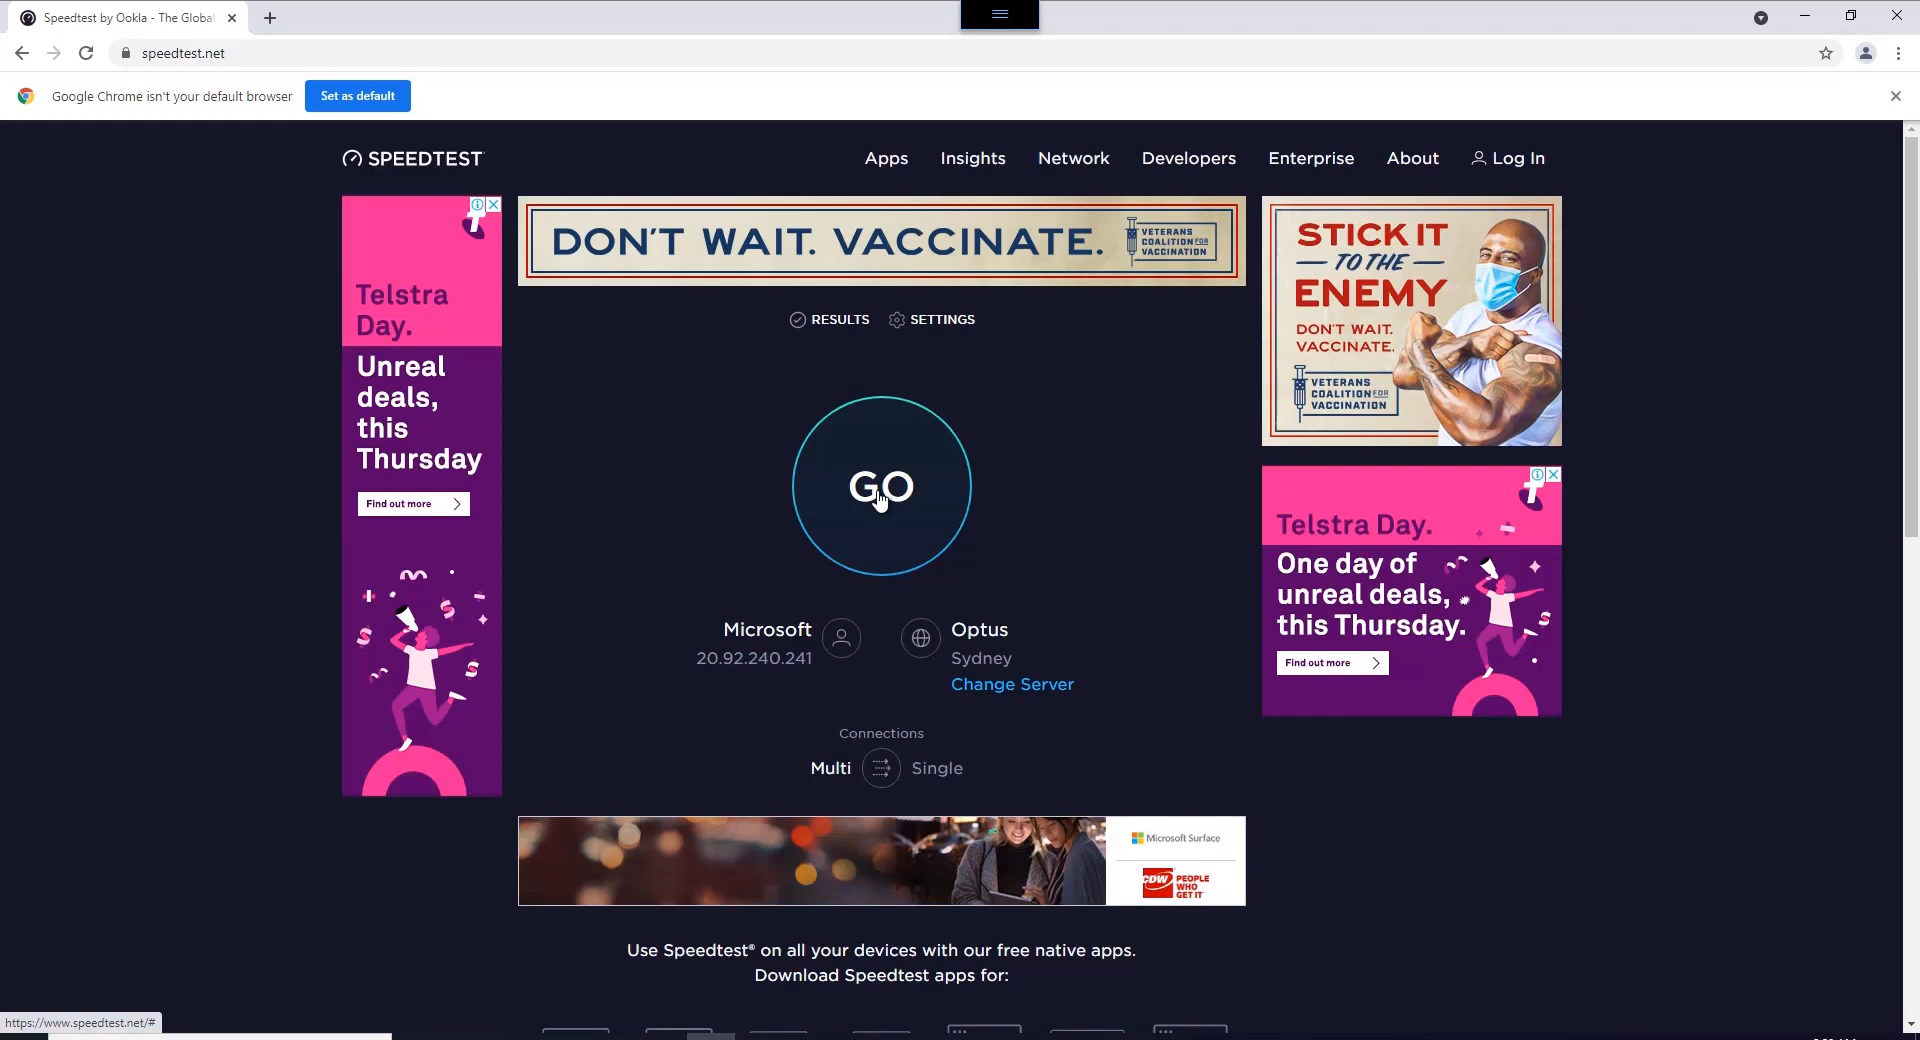 Speedtest by Ookla - The Global
speedtest.net
Google Chrome isn't your default browser
Set as default
SPEEDTEST
Apps
Insights
Network
Developers
Enterprise
About
Log In
Telstra
Day.
Unreal
deals,
this
Thursday
Find out more
DON'T WAIT. VACCINATE.
VETERANS
COALITION FOR
VACCINATION
STICK IT
TO THE
ENEMY
DON'T WAIT.
VACCINATE.
VETERANS
COALITION FOR
VACCINATION
RESULTS
SETTINGS
GO
Telstra Day.
One day of
unreal deals,
this Thursday.
Find out more
Microsoft
20.92.240.241
Optus
Sydney
Change Server
Connections
Multi
Single
Microsoft Surface
CDW
PEOPLE
WHO
GET IT
Use Speedtest® on all your devices with our free native apps.
Download Speedtest apps for:
https://www.speedtest.net/#